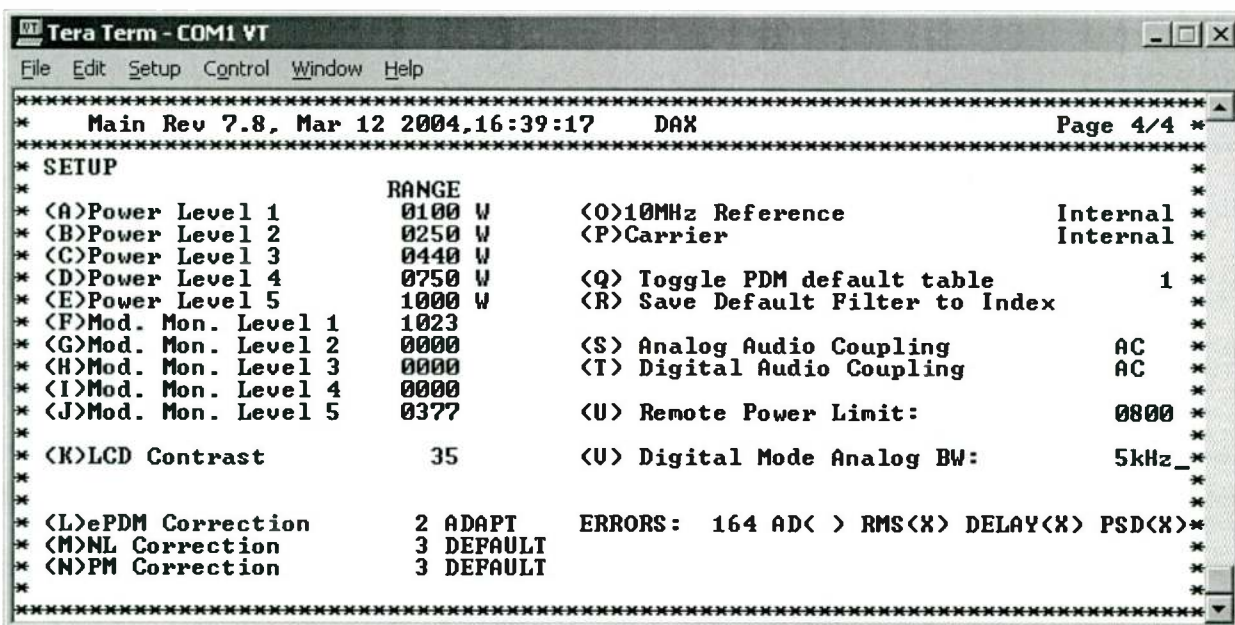 Tera Term - COM1 VT
File Edit Setup Control Window Help
*******************************************************************************
* Main Rev 7.8, Mar 12 2004,16:39:17 DAX Page 4/4 *
*******************************************************************************
* SETUP *
* RANGE *
* (A)Power Level 1 0100 W (O)10MHz Reference Internal *
* (B)Power Level 2 0250 W (P)Carrier Internal *
* (C)Power Level 3 0440 W *
* (D)Power Level 4 0750 W (Q) Toggle PDM default table 1 *
* (E)Power Level 5 1000 W (R) Save Default Filter to Index *
* (F)Mod. Mon. Level 1 1023 *
* (G)Mod. Mon. Level 2 0000 (S) Analog Audio Coupling AC *
* (H)Mod. Mon. Level 3 0000 (T) Digital Audio Coupling AC *
* (I)Mod. Mon. Level 4 0000 *
* (J)Mod. Mon. Level 5 0377 (U) Remote Power Limit: 0800 *
* *
* (K)LCD Contrast 35 (V) Digital Mode Analog BW: 5kHz_*
* *
* *
* (L)ePDM Correction 2 ADAPT ERRORS: 164 AD( ) RMS(X) DELAY(X) PSD(X)*
* (M)NL Correction 3 DEFAULT *
* (N)PM Correction 3 DEFAULT *
* *
*******************************************************************************